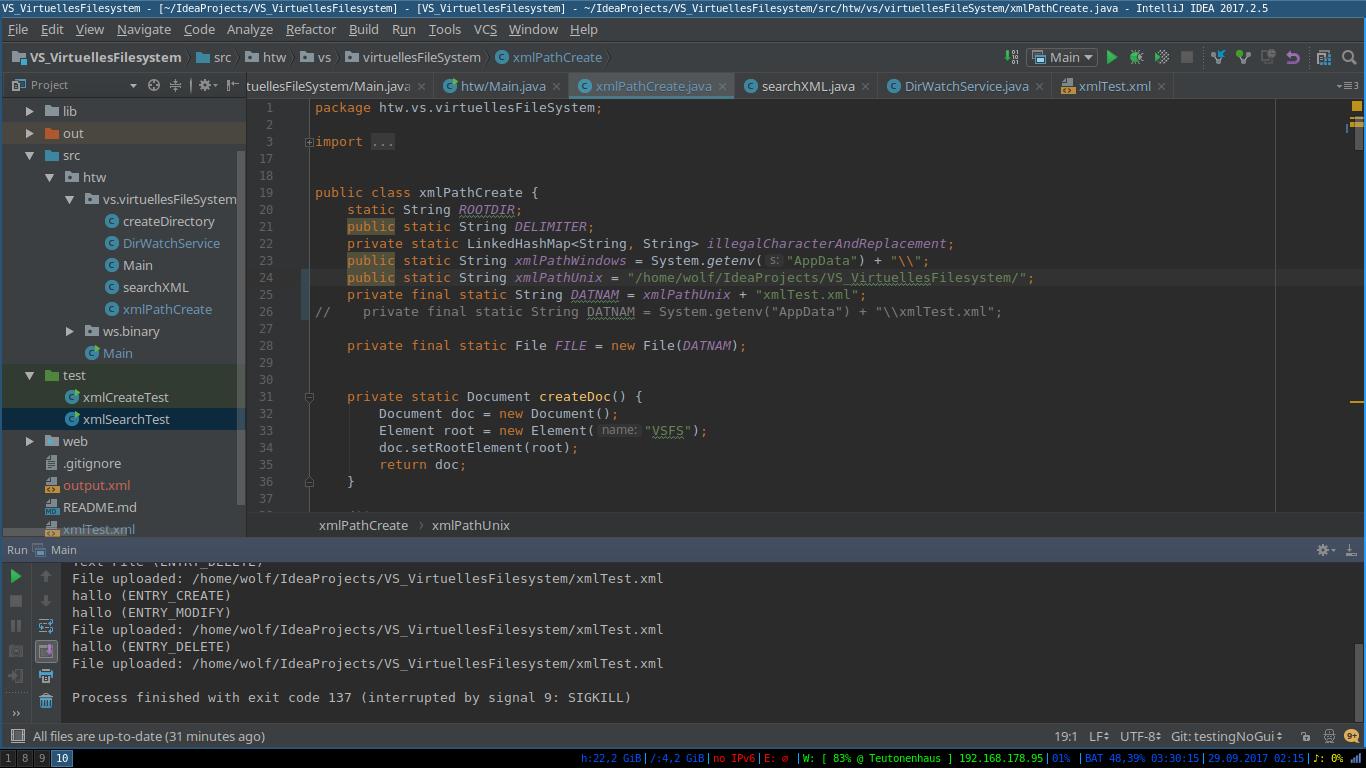 VS_VirtuellesFilesystem - [~/IdeaProjects/VS_VirtuellesFilesystem] - [VS_VirtuellesFilesystem] - ~/IdeaProjects/VS_VirtuellesFilesystem/src/htw/vs/virtuellesFileSystem/xmlPathCreate.java - IntelliJ IDEA 2017.2.5
File Edit View Navigate Code Analyze Refactor Build Run Tools VCS Window Help
VS_VirtuellesFilesystem src htw vs virtuellesFileSystem xmlPathCreate Main
Project tuellesFileSystem/Main.java htw/Main.java xmlPathCreate.java searchXML.java DirWatchService.java xmlTest.xml
lib
out
src
htw
vs.virtuellesFileSystem
createDirectory
DirWatchService
Main
searchXML
xmlPathCreate
ws.binary
Main
test
xmlCreateTest
xmlSearchTest
web
.gitignore
output.xml
README.md
xmlTest.xml
1 package htw.vs.virtuellesFileSystem;
2
3 import ...
17
18
19 public class xmlPathCreate {
20 static String ROOTDIR;
21 public static String DELIMITER;
22 private static LinkedHashMap<String, String> illegalCharacterAndReplacement;
23 public static String xmlPathWindows = System.getenv( s: "AppData") + "\\";
24 public static String xmlPathUnix = "/home/wolf/IdeaProjects/VS_VirtuellesFilesystem/";
25 private final static String DATNAM = xmlPathUnix + "xmlTest.xml";
26 // private final static String DATNAM = System.getenv("AppData") + "\\xmlTest.xml";
27
28 private final static File FILE = new File(DATNAM);
29
30
31 private static Document createDoc() {
32 Document doc = new Document();
33 Element root = new Element( name: "VSFS");
34 doc.setRootElement(root);
35 return doc;
36 }
37
xmlPathCreate › xmlPathUnix
Run Main
Text File (ENTRY_DELETE)
File uploaded: /home/wolf/IdeaProjects/VS_VirtuellesFilesystem/xmlTest.xml
hallo (ENTRY_CREATE)
hallo (ENTRY_MODIFY)
File uploaded: /home/wolf/IdeaProjects/VS_VirtuellesFilesystem/xmlTest.xml
hallo (ENTRY_DELETE)
File uploaded: /home/wolf/IdeaProjects/VS_VirtuellesFilesystem/xmlTest.xml
Process finished with exit code 137 (interrupted by signal 9: SIGKILL)
All files are up-to-date (31 minutes ago) 19:1 LF UTF-8 Git: testingNoGui 9+
1 8 9 10 h:22,2 GiB|/:4,2 GiB|no IPv6|E: |W: [ 83% @ Teutonenhaus ] 192.168.178.95|01% |BAT 48,39% 03:30:15|29.09.2017 02:15|♪: 0%